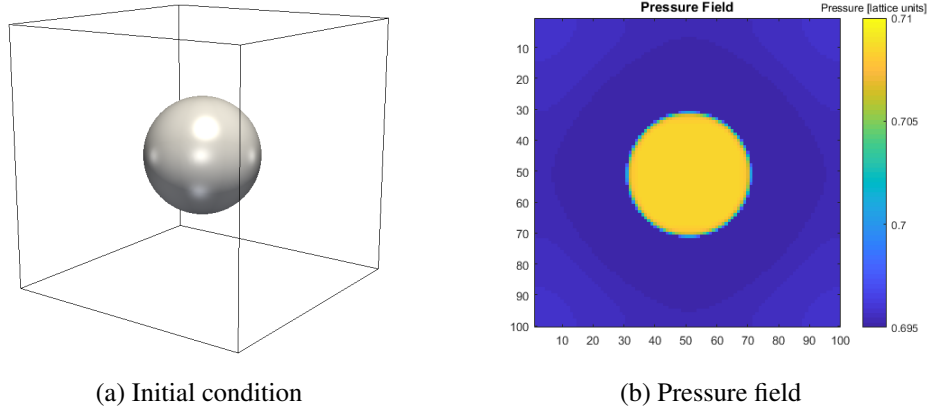 Pressure Field
Pressure [lattice units]
0.71
0.705
0.7
0.695
10
20
30
40
50
60
70
80
90
100
10 20 30 40 50 60 70 80 90 100
(a) Initial condition
(b) Pressure field